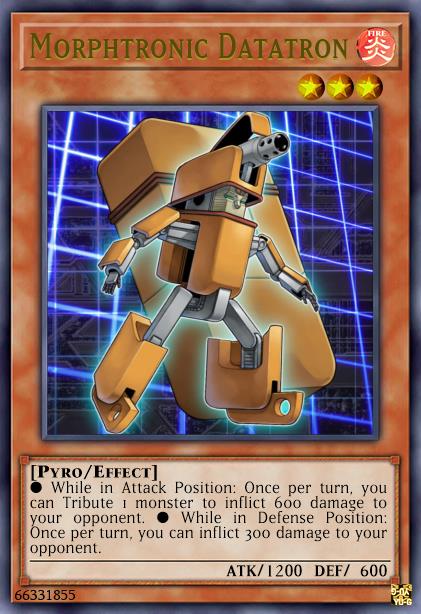 Morphtronic Datatron
FIRE
炎
[Pyro/Effect]
● While in Attack Position: Once per turn, you
can Tribute 1 monster to inflict 600 damage to
your opponent. ● While in Defense Position:
Once per turn, you can inflict 300 damage to your
opponent.
ATK/1200 DEF/ 600
66331855